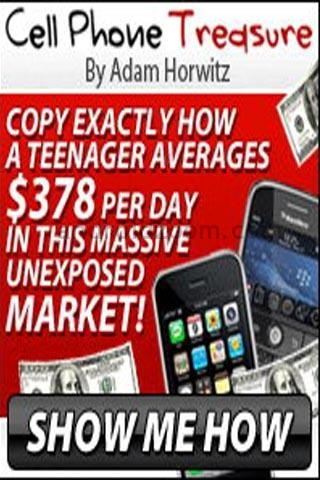 Cell Phone Treasure
By Adam Horwitz
COPY EXACTLY HOW
A TEENAGER AVERAGES
$378 PER DAY
IN THIS MASSIVE
UNEXPOSED
MARKET!
SHOW ME HOW